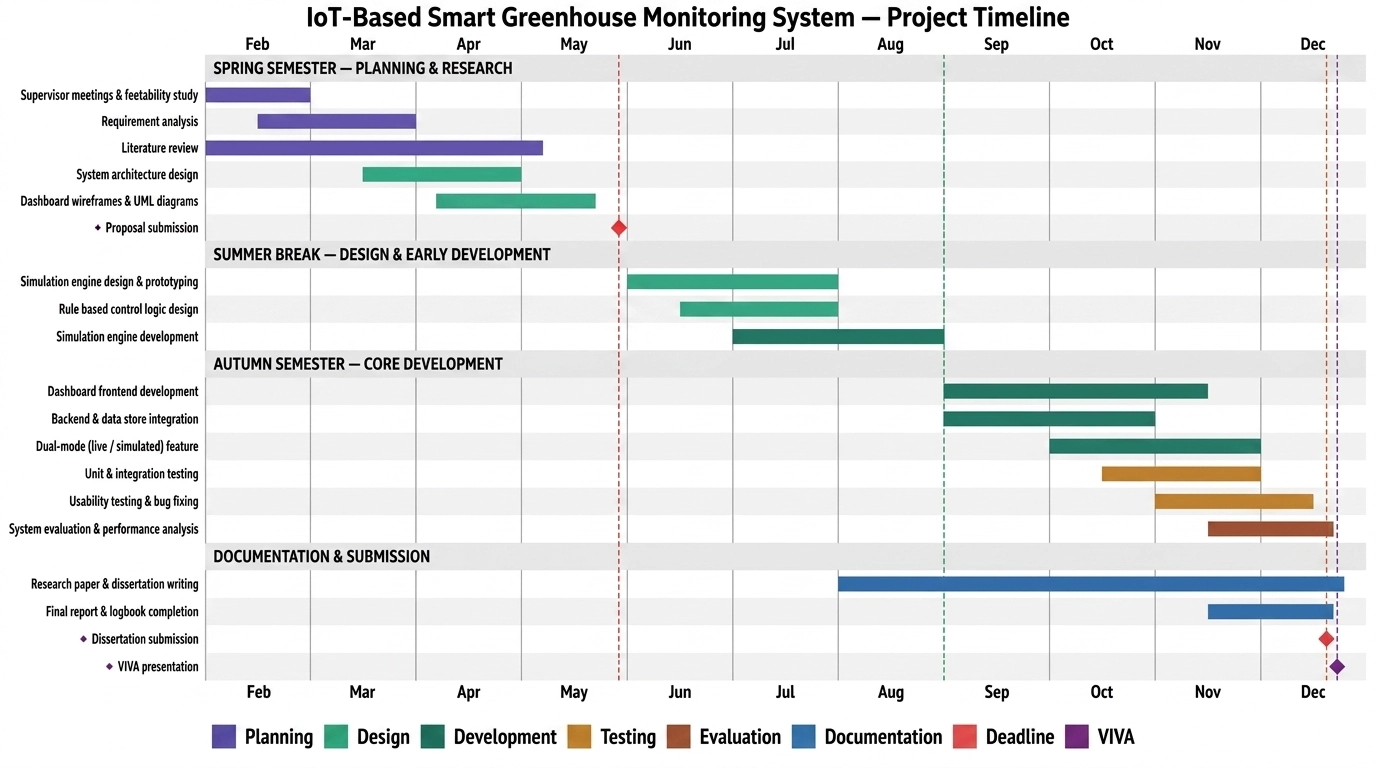 IoT-Based Smart Greenhouse Monitoring System — Project Timeline
Feb Mar Apr May Jun Jul Aug Sep Oct Nov Dec
SPRING SEMESTER — PLANNING & RESEARCH
Supervisor meetings & feetability study
Requirement analysis
Literature review
System architecture design
Dashboard wireframes & UML diagrams
Proposal submission
SUMMER BREAK — DESIGN & EARLY DEVELOPMENT
Simulation engine design & prototyping
Rule based control logic design
Simulation engine development
AUTUMN SEMESTER — CORE DEVELOPMENT
Dashboard frontend development
Backend & data store integration
Dual-mode (live / simulated) feature
Unit & integration testing
Usability testing & bug fixing
System evaluation & performance analysis
DOCUMENTATION & SUBMISSION
Research paper & dissertation writing
Final report & logbook completion
Dissertation submission
VIVA presentation
Feb Mar Apr May Jun Jul Aug Sep Oct Nov Dec
Planning Design Development Testing Evaluation Documentation Deadline VIVA